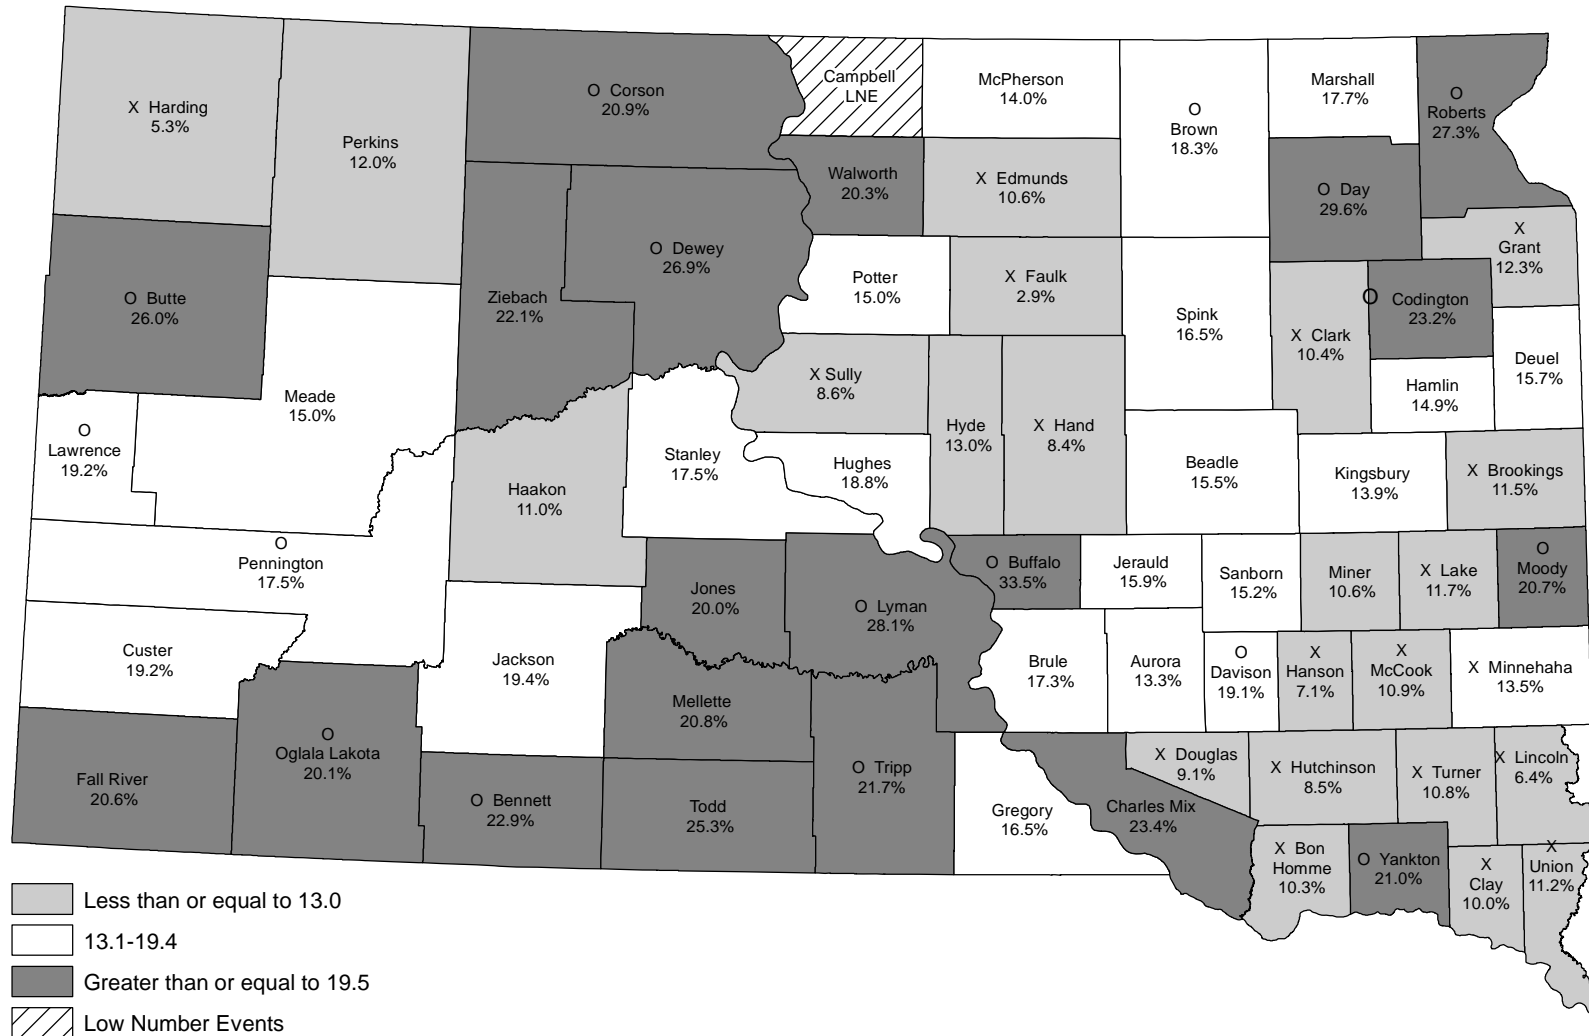 X Harding
5.3%
Perkins
12.0%
O Corson
20.9%
Campbell
LNE
McPherson
14.0%
O
Brown
18.3%
Marshall
17.7%
O
Roberts
27.3%
Walworth
20.3%
X Edmunds
10.6%
O Day
29.6%
X
Grant
12.3%
O Butte
26.0%
Ziebach
22.1%
O Dewey
26.9%
Potter
15.0%
X Faulk
2.9%
Spink
16.5%
X Clark
10.4%
O Codington
23.2%
Deuel
15.7%
Hamlin
14.9%
Meade
15.0%
O
Lawrence
19.2%
X Sully
8.6%
Hyde
13.0%
X Hand
8.4%
Haakon
11.0%
Stanley
17.5%
Hughes
18.8%
Beadle
15.5%
Kingsbury
13.9%
X Brookings
11.5%
O
Pennington
17.5%
Jones
20.0%
O Lyman
28.1%
O Buffalo
33.5%
Jerauld
15.9%
Sanborn
15.2%
Miner
10.6%
X Lake
11.7%
O
Moody
20.7%
Custer
19.2%
Jackson
19.4%
Mellette
20.8%
Brule
17.3%
Aurora
13.3%
O
Davison
19.1%
X
Hanson
7.1%
X
McCook
10.9%
X Minnehaha
13.5%
Fall River
20.6%
O
Oglala Lakota
20.1%
O Bennett
22.9%
Todd
25.3%
O Tripp
21.7%
Gregory
16.5%
Charles Mix
23.4%
X Douglas
9.1%
X Hutchinson
8.5%
X Turner
10.8%
X Lincoln
6.4%
X Bon
Homme
10.3%
O Yankton
21.0%
X
Clay
10.0%
X
Union
11.2%
Less than or equal to 13.0
13.1-19.4
Greater than or equal to 19.5
Low Number Events